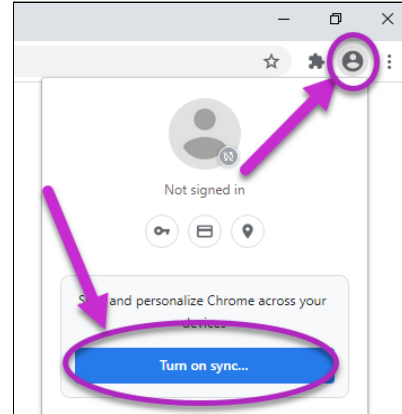 Not signed in
and personalize Chrome across your
devices
Turn on sync...